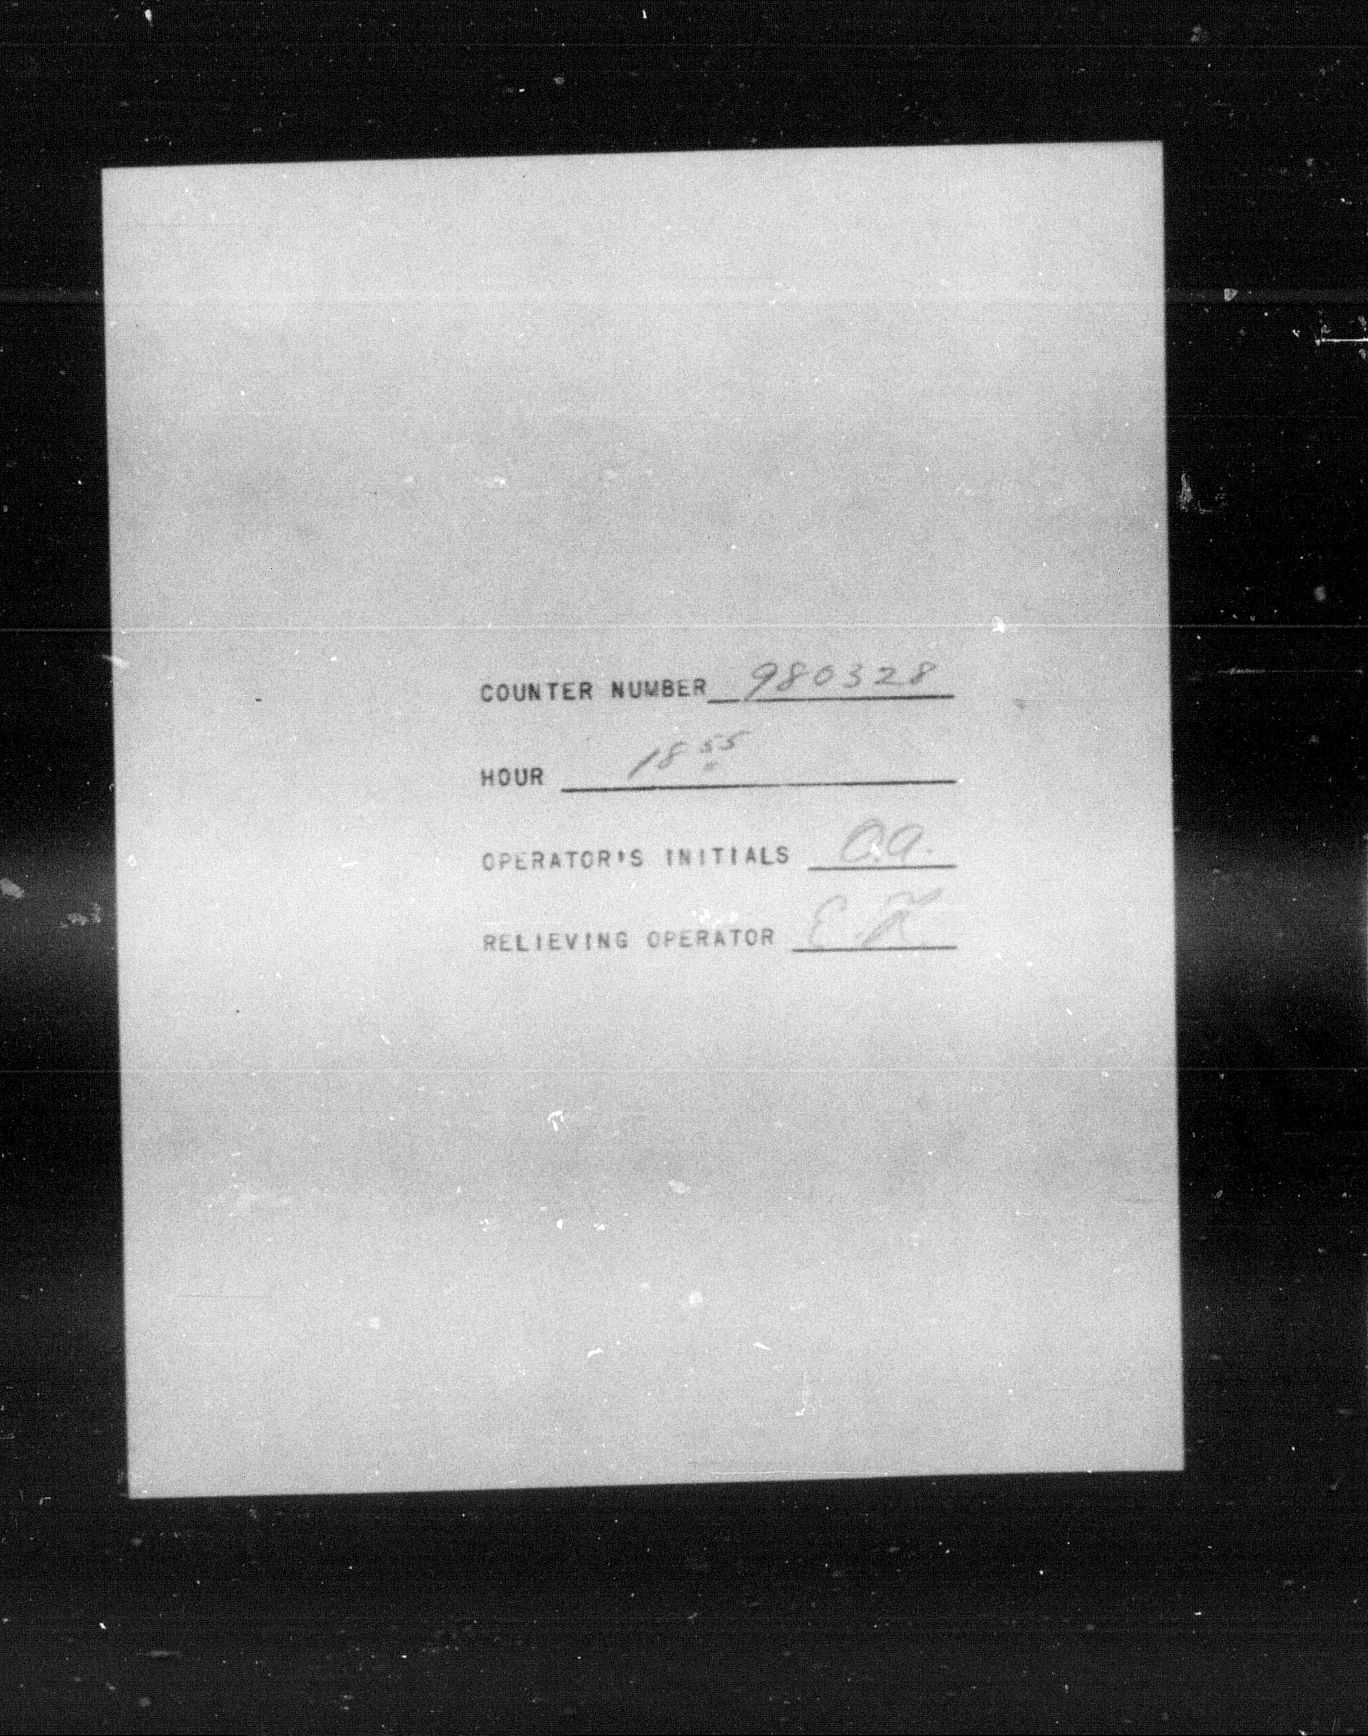 COUNTER NUMBER 980328
HOUR 18 55
OPERATOR'S INITIALS O.A.
RELIEVING OPERATOR E.K